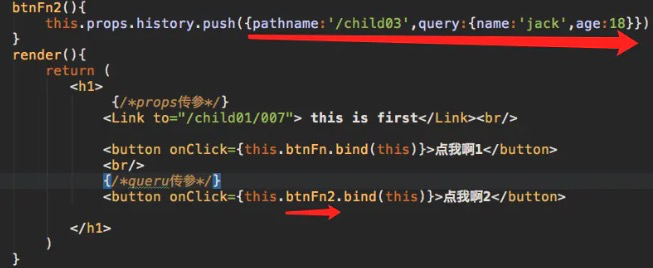 btnFn2(){
this.props.history.push({pathname:'/child03',query:{name:'jack',age:18}})
}
render(){
return (
<h1>
{/*props传参*/}
<Link to="/child01/007"> this is first</Link><br/>
<button onClick={this.btnFn.bind(this)}>点我啊1</button>
<br/>
{/*queru传参*/}
<button onClick={this.btnFn2.bind(this)}>点我啊2</button>
</h1>
)
}